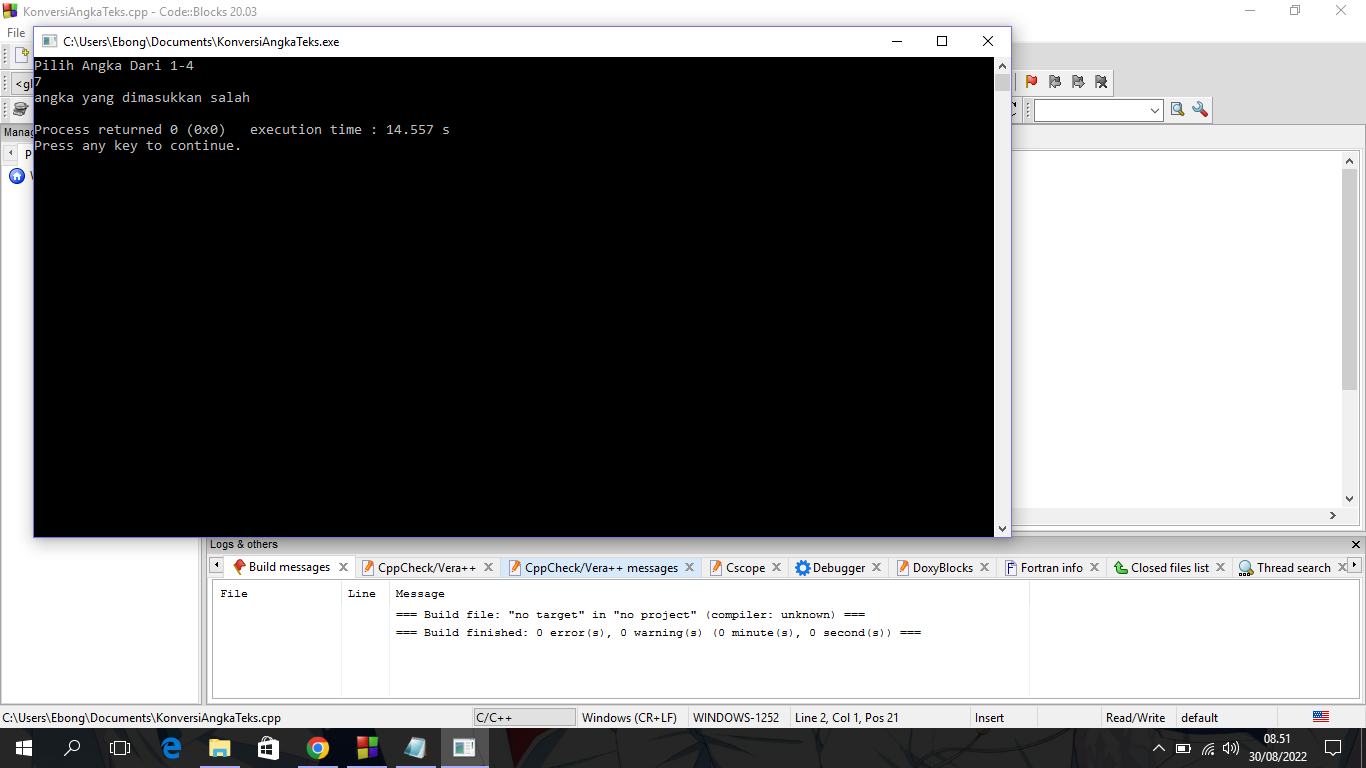 KonversiAngkaTeks.cpp - Code::Blocks 20.03
File
C:\Users\Ebong\Documents\KonversiAngkaTeks.exe
Pilih Angka Dari 1-4
7
angka yang dimasukkan salah
Process returned 0 (0x0)   execution time : 14.557 s
Press any key to continue.
<gl
Manag
P
Logs & others
Build messages
CppCheck/Vera++
CppCheck/Vera++ messages
Cscope
Debugger
DoxyBlocks
Fortran info
Closed files list
Thread search
File Line Message
=== Build file: "no target" in "no project" (compiler: unknown) ===
=== Build finished: 0 error(s), 0 warning(s) (0 minute(s), 0 second(s)) ===
C:\Users\Ebong\Documents\KonversiAngkaTeks.cpp
C/C++
Windows (CR+LF)
WINDOWS-1252
Line 2, Col 1, Pos 21
Insert
Read/Write
default
08.51
30/08/2022